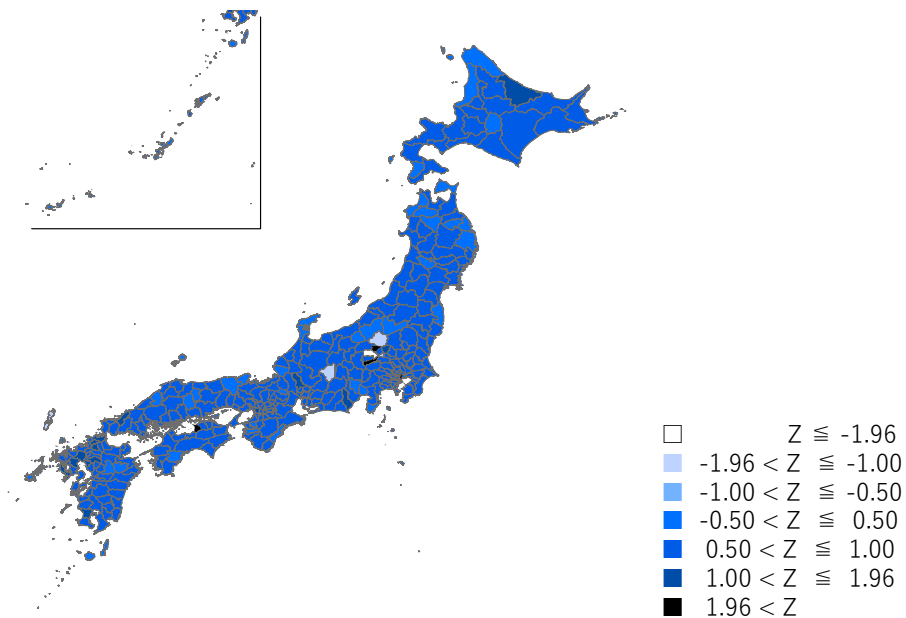 Z ≦ -1.96
-1.96 < Z ≦ -1.00
-1.00 < Z ≦ -0.50
-0.50 < Z ≦ 0.50
0.50 < Z ≦ 1.00
1.00 < Z ≦ 1.96
1.96 < Z